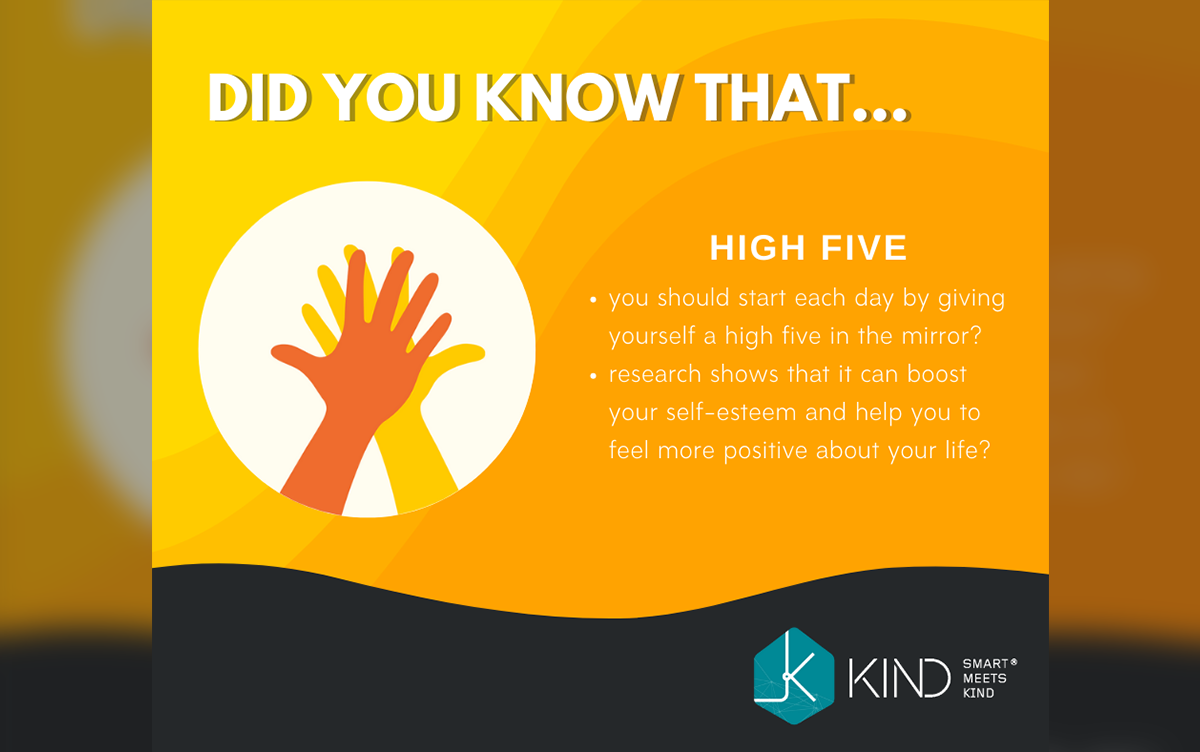 DID YOU KNOW THAT...
HIGH FIVE
• you should start each day by giving
yourself a high five in the mirror?
• research shows that it can boost
your self-esteem and help you to
feel more positive about your life?
KIND
SMART®
MEETS
KIND